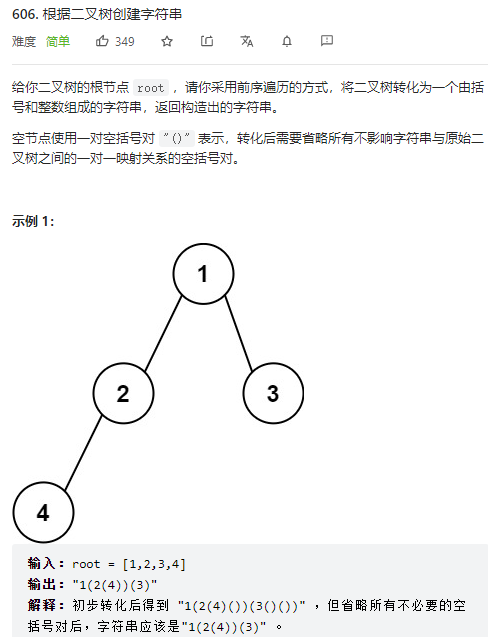 606. 根据二叉树创建字符串
难度 简单 349
给你二叉树的根节点 root ，请你采用前序遍历的方式，将二叉树转化为一个由括
号和整数组成的字符串，返回构造出的字符串。
空节点使用一对空括号对 "()" 表示，转化后需要省略所有不影响字符串与原始二
叉树之间的一对一映射关系的空括号对。
示例 1：
1
2
3
4
输入：root = [1,2,3,4]
输出："1(2(4))(3)"
解释：初步转化后得到 "1(2(4)())(3()())" ，但省略所有不必要的空
括号对后，字符串应该是"1(2(4))(3)" 。